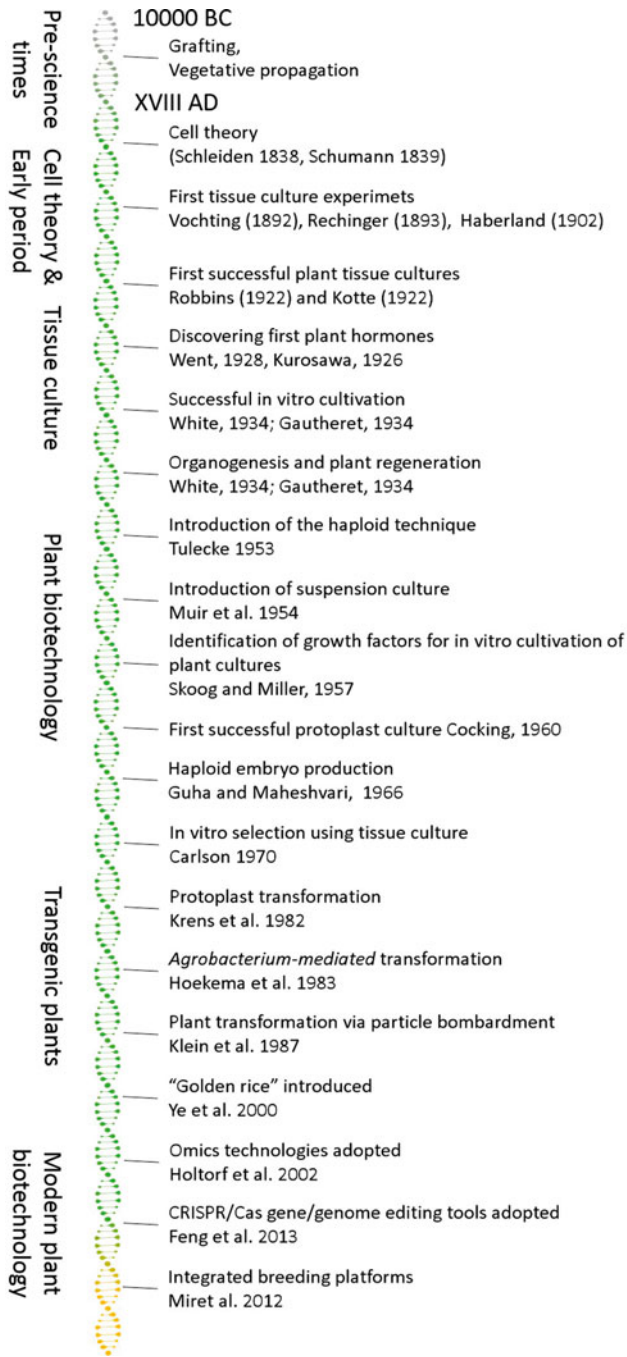 10000 BC
Pre-science
times
Grafting,
Vegetative propagation
XVIII AD
Cell theory
(Schleiden 1838, Schumann 1839)
Cell theory &
Early period
First tissue culture experimets
Vochting (1892), Rechinger (1893), Haberland (1902)
First successful plant tissue cultures
Robbins (1922) and Kotte (1922)
Tissue culture
Discovering first plant hormones
Went, 1928, Kurosawa, 1926
Successful in vitro cultivation
White, 1934; Gautheret, 1934
Organogenesis and plant regeneration
White, 1934; Gautheret, 1934
Plant biotechnology
Introduction of the haploid technique
Tulecke 1953
Introduction of suspension culture
Muir et al. 1954
Identification of growth factors for in vitro cultivation of
plant cultures
Skoog and Miller, 1957
First successful protoplast culture Cocking, 1960
Haploid embryo production
Guha and Maheshvari, 1966
In vitro selection using tissue culture
Carlson 1970
Transgenic plants
Protoplast transformation
Krens et al. 1982
Agrobacterium-mediated transformation
Hoekema et al. 1983
Plant transformation via particle bombardment
Klein et al. 1987
“Golden rice” introduced
Ye et al. 2000
Modern plant
biotechnology
Omics technologies adopted
Holtorf et al. 2002
CRISPR/Cas gene/genome editing tools adopted
Feng et al. 2013
Integrated breeding platforms
Miret al. 2012